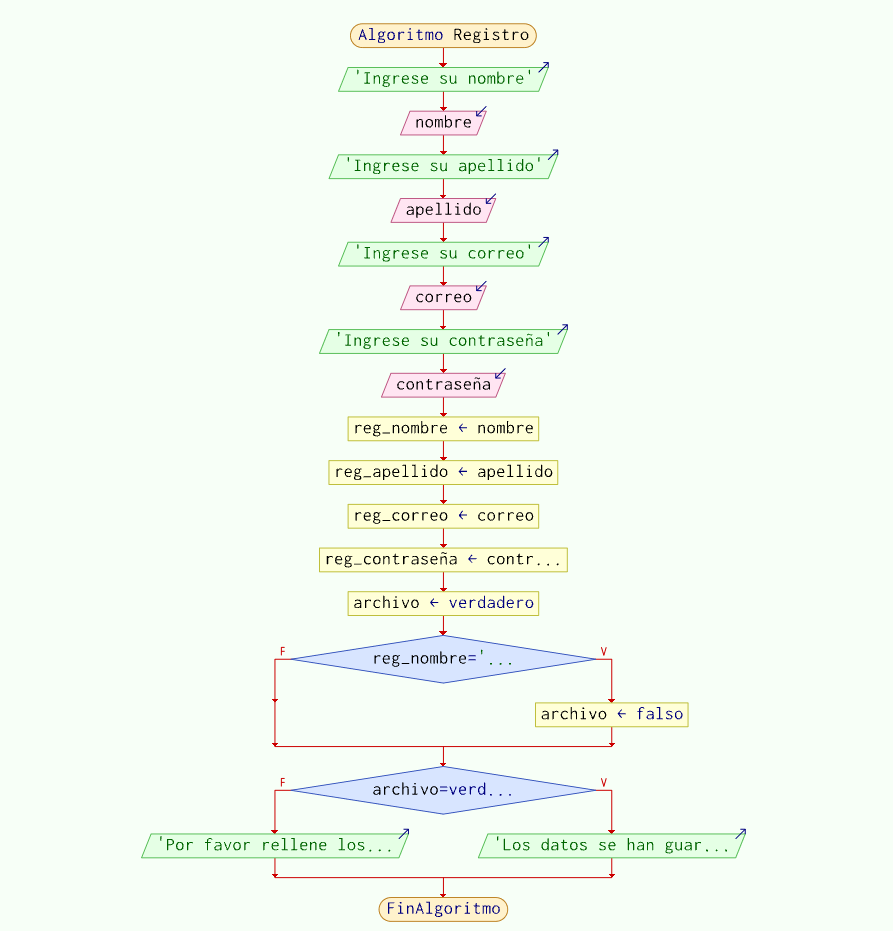 Algoritmo Registro
'Ingrese su nombre'
nombre
'Ingrese su apellido'
apellido
'Ingrese su correo'
correo
'Ingrese su contraseña'
contraseña
reg_nombre ← nombre
reg_apellido ← apellido
reg_correo ← correo
reg_contraseña ← contr...
archivo ← verdadero
F
reg_nombre='...
V
archivo ← falso
F
archivo=verd...
V
'Por favor rellene los...
'Los datos se han guar...
FinAlgoritmo